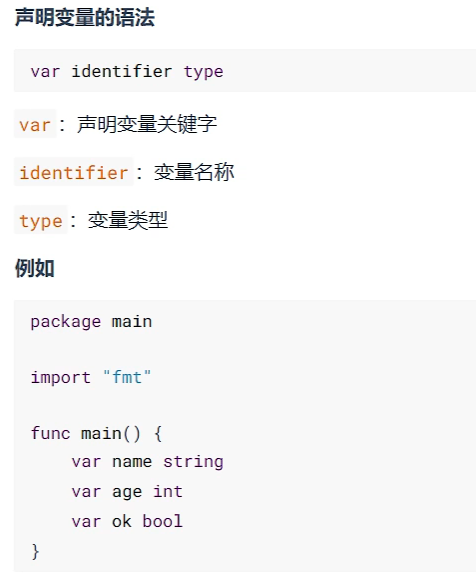 声明变量的语法
var identifier type
var：声明变量关键字
identifier：变量名称
type：变量类型
例如
package main
import "fmt"
func main() {
    var name string
    var age int
    var ok bool
}